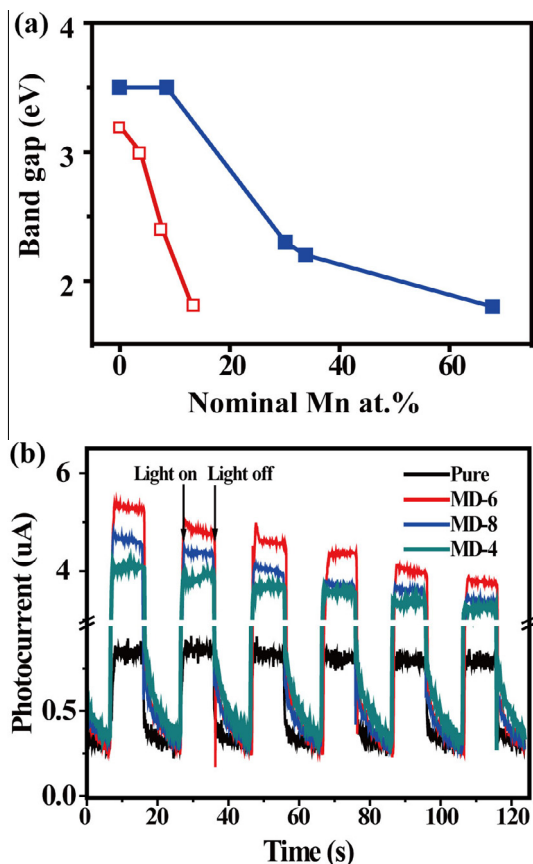 (a)
4
3
2
Band gap (eV)
0 20 40 60
Nominal Mn at.%
(b)
6
4
0.5
0.0
Photocurrent (uA)
Light on Light off
Pure
MD-6
MD-8
MD-4
0 20 40 60 80 100 120
Time (s)